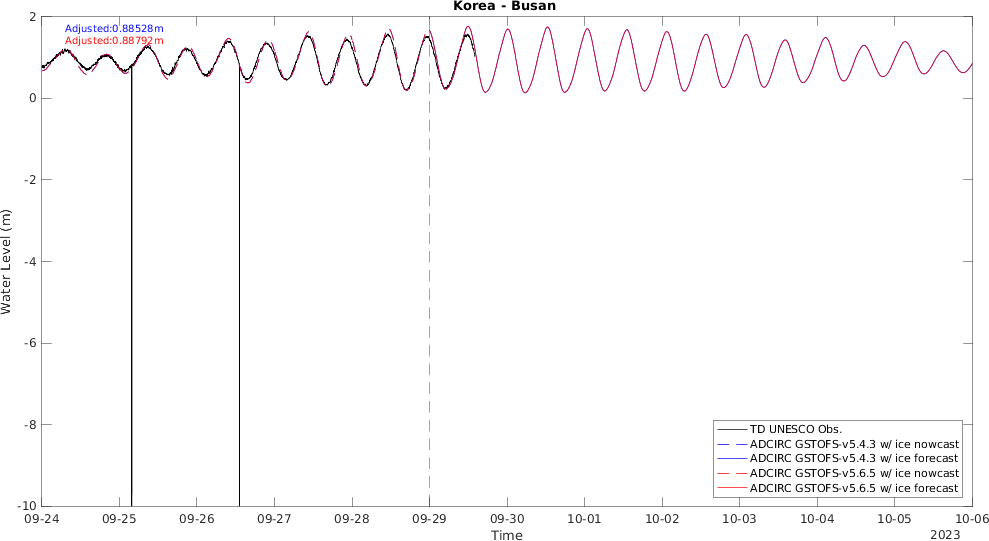 Korea - Busan
Adjusted:0.88528m
Adjusted:0.88792m
2
0
-2
-4
-6
-8
-10
Water Level (m)
09-24
09-25
09-26
09-27
09-28
09-29
09-30
10-01
10-02
10-03
10-04
10-05
10-06
Time
2023
TD UNESCO Obs.
ADCIRC GSTOFS-v5.4.3 w/ ice nowcast
ADCIRC GSTOFS-v5.4.3 w/ ice forecast
ADCIRC GSTOFS-v5.6.5 w/ ice nowcast
ADCIRC GSTOFS-v5.6.5 w/ ice forecast